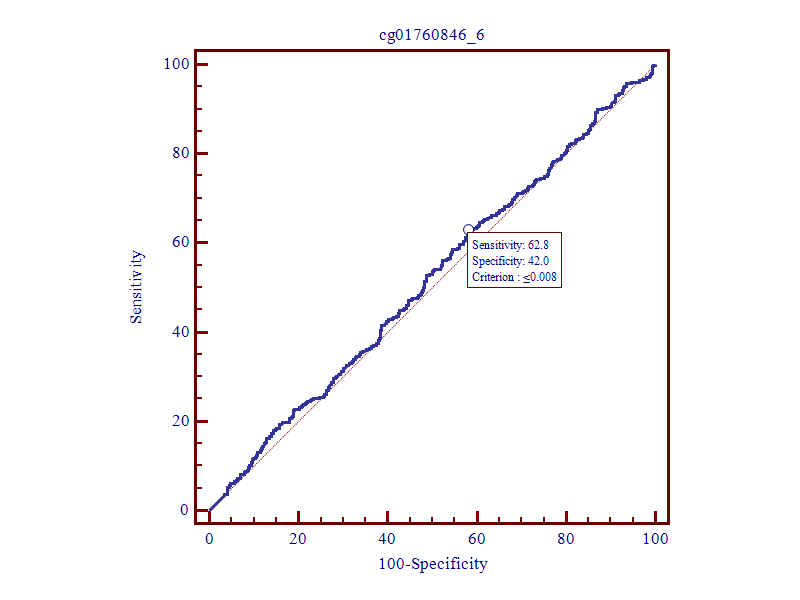 cg01760846_6
100
80
60
40
20
0
Sensitivity
Sensitivity: 62.8
Specificity: 42.0
Criterion : ≤0.008
0 20 40 60 80 100
100-Specificity